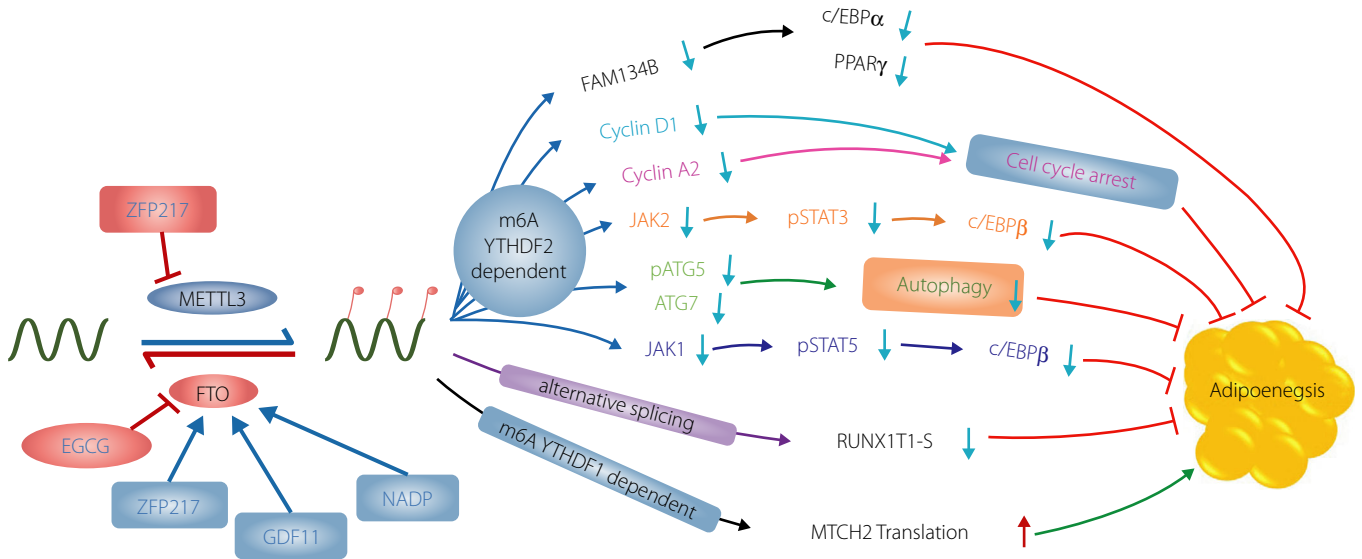 ZFP217
METTL3
FTO
EGCG
ZFP217
GDF11
NADP
m6A
YTHDF2
dependent
FAM134B
c/EBPα
PPARγ
Cyclin D1
Cyclin A2
Cell cycle arrest
JAK2
pSTAT3
c/EBPβ
pATG5
ATG7
Autophagy
JAK1
pSTAT5
c/EBPβ
alternative splicing
RUNX1T1-S
m6A YTHDF1 dependent
MTCH2 Translation
Adipoenegsis